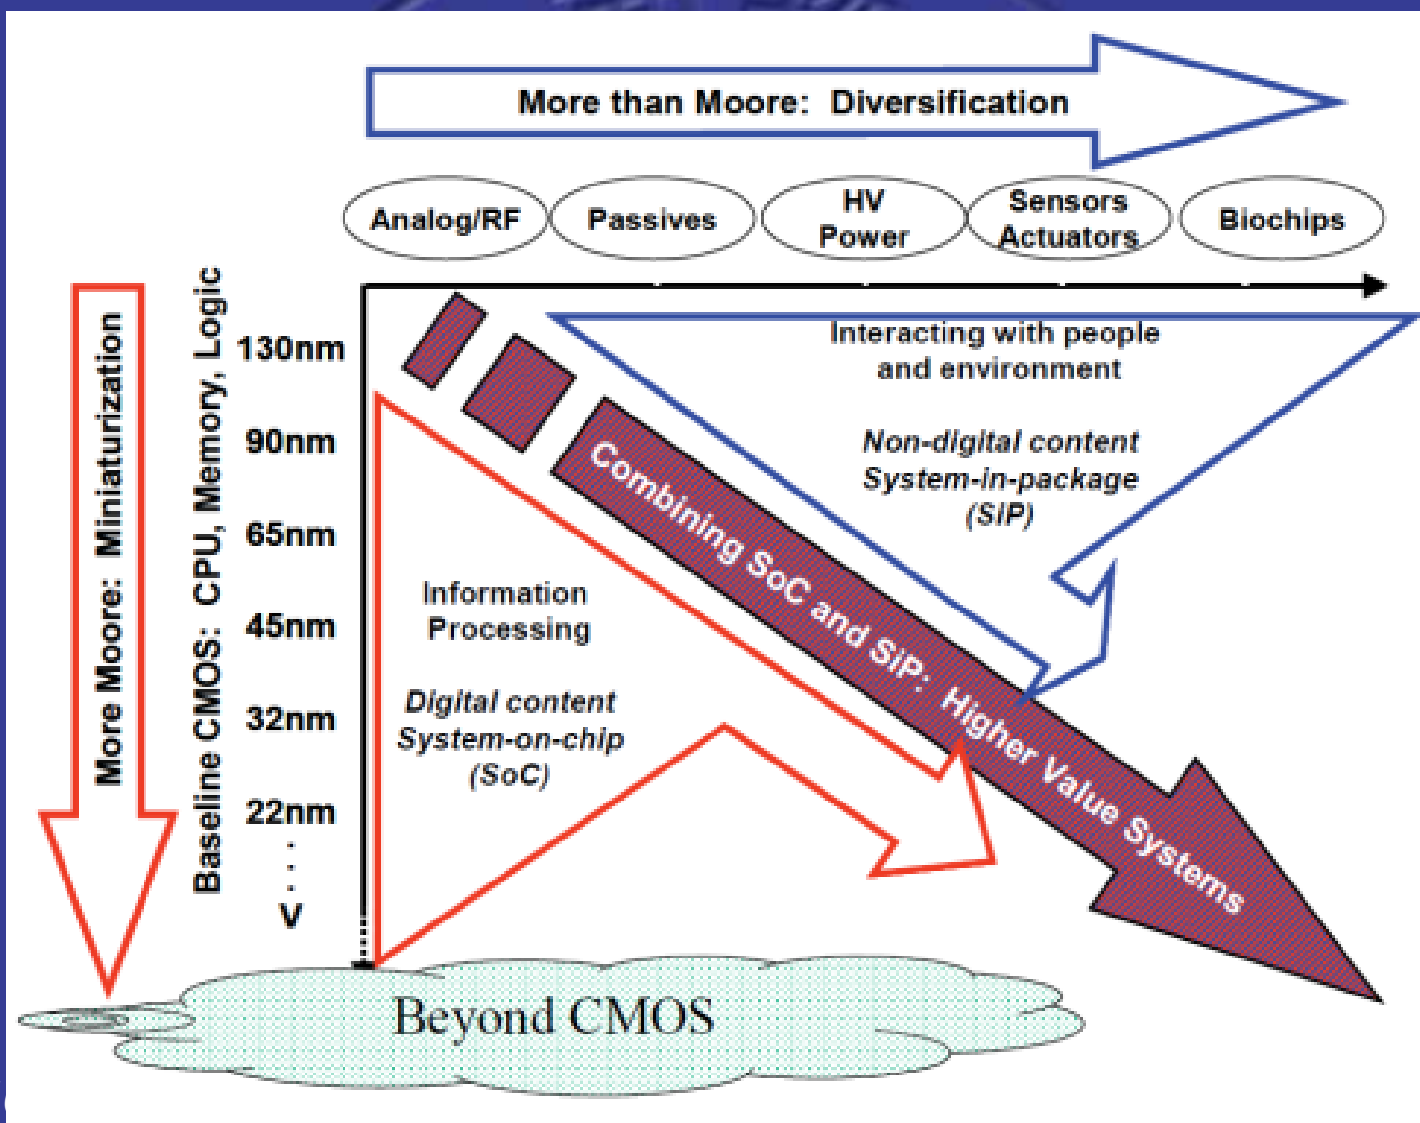 More than Moore: Diversification
Analog/RF
Passives
HV
Power
Sensors
Actuators
Biochips
More Moore: Miniaturization
Baseline CMOS: CPU, Memory, Logic
130nm
90nm
65nm
45nm
32nm
22nm
.
.
.
V
Interacting with people
and environment
Non-digital content
System-in-package
(SiP)
Combining SoC and SiP: Higher Value Systems
Information
Processing
Digital content
System-on-chip
(SoC)
Beyond CMOS